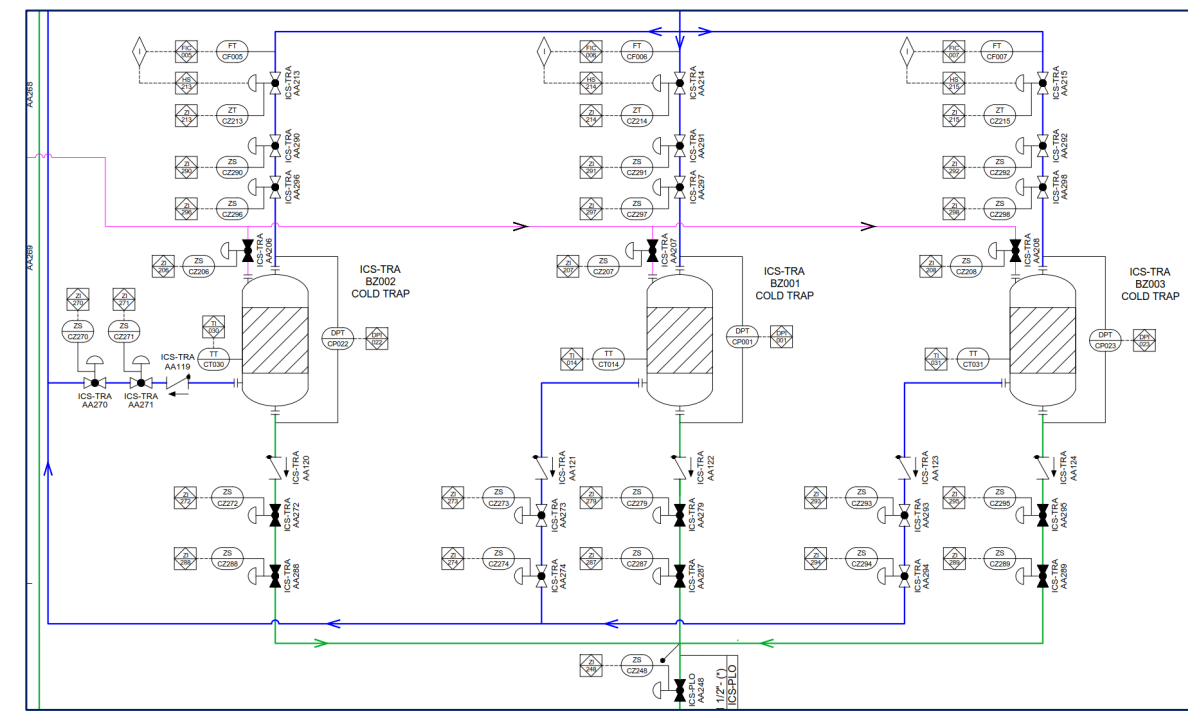 FIC
005
FT
CF005
ICS-TRA
AA213
HS
213
ZI
213
ZT
CZ213
ICS-TRA
AA290
ZI
290
ZS
CZ290
ICS-TRA
AA296
ZI
296
ZS
CZ296
FIC
006
FT
CF006
ICS-TRA
AA214
HS
214
ZI
214
ZT
CZ214
ICS-TRA
AA291
ZI
291
ZS
CZ291
ICS-TRA
AA297
ZI
297
ZS
CZ297
FIC
007
FT
CF007
ICS-TRA
AA215
HS
215
ZI
215
ZT
CZ215
ICS-TRA
AA292
ZI
292
ZS
CZ292
ICS-TRA
AA298
ZI
298
ZS
CZ298
AA268
AA269
ICS-TRA
AA206
ZI
206
ZS
CZ206
ICS-TRA
BZ002
COLD TRAP
ICS-TRA
AA207
ZI
207
ZS
CZ207
ICS-TRA
BZ001
COLD TRAP
ICS-TRA
AA208
ZI
208
ZS
CZ208
ICS-TRA
BZ003
COLD TRAP
ZI
270
ZS
CZ270
ZI
271
ZS
CZ271
TI
030
TT
CT030
DPT
CP022
DPI
022
TI
014
TT
CT014
DPT
CP001
DPI
001
TI
031
TT
CT031
DPT
CP023
DPI
023
ICS-TRA
AA119
ICS-TRA
AA270
ICS-TRA
AA271
ICS-TRA
AA120
ICS-TRA
AA121
ICS-TRA
AA122
ICS-TRA
AA123
ICS-TRA
AA124
ZI
272
ZS
CZ272
ICS-TRA
AA272
ZI
273
ZS
CZ273
ICS-TRA
AA273
ZI
279
ZS
CZ279
ICS-TRA
AA279
ZI
293
ZS
CZ293
ICS-TRA
AA293
ZI
295
ZS
CZ295
ICS-TRA
AA295
ZI
288
ZS
CZ288
ICS-TRA
AA288
ZI
274
ZS
CZ274
ICS-TRA
AA274
ZI
287
ZS
CZ287
ICS-TRA
AA287
ZI
294
ZS
CZ294
ICS-TRA
AA294
ZI
289
ZS
CZ289
ICS-TRA
AA289
ZI
248
ZS
CZ248
ICS-PLO
AA248
1/2"- (*)
ICS-PLO